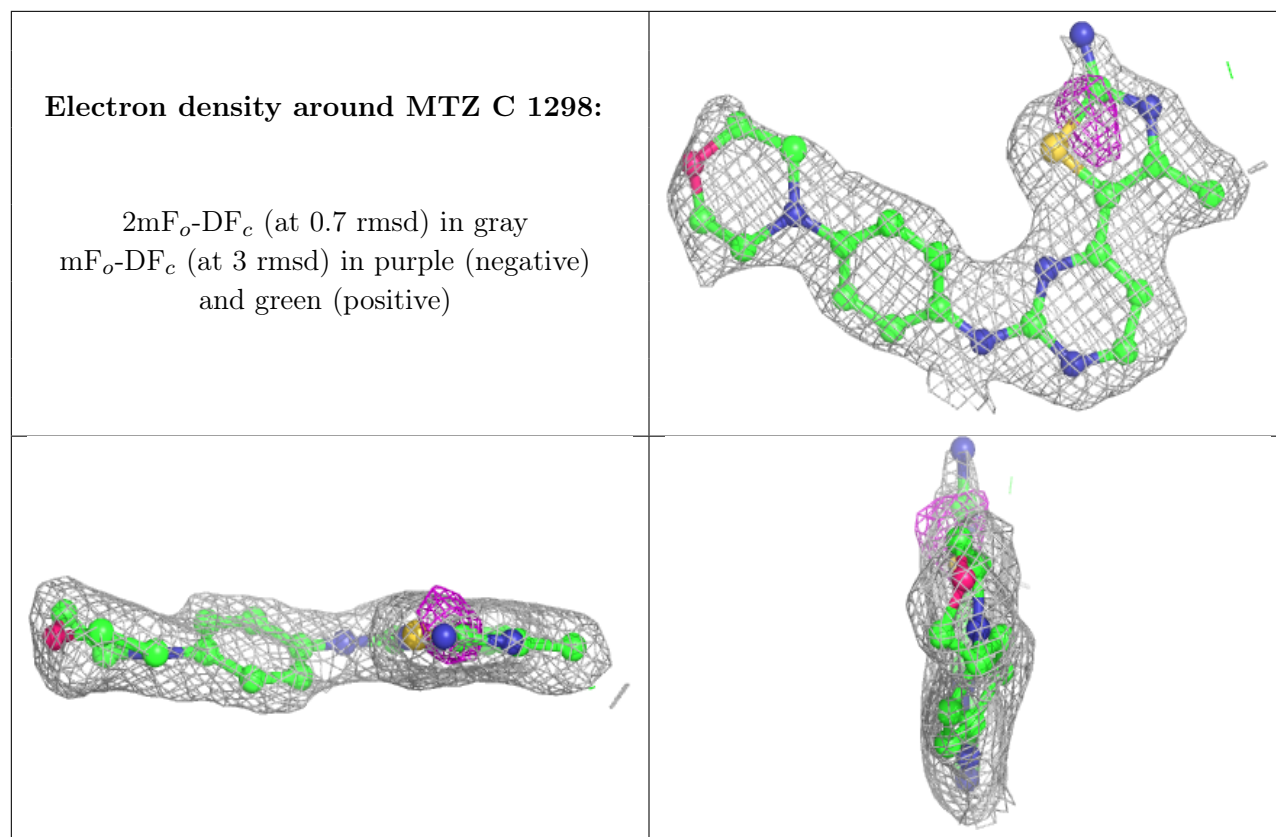 Electron density around MTZ C 1298:
2mFo-DFc (at 0.7 rmsd) in gray
mFo-DFc (at 3 rmsd) in purple (negative)
and green (positive)